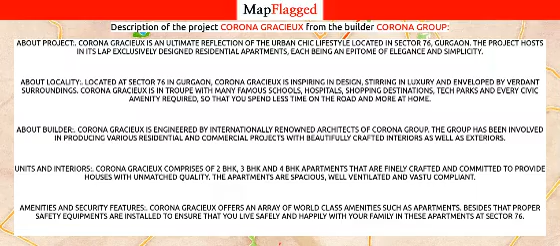 MapFlagged
Description of the project CORONA GRACIEUX from the builder CORONA GROUP:
ABOUT PROJECT:. CORONA GRACIEUX IS AN ULTIMATE REFLECTION OF THE URBAN CHIC LIFESTYLE LOCATED IN SECTOR 76, GURGAON. THE PROJECT HOSTS
IN ITS LAP EXCLUSIVELY DESIGNED RESIDENTIAL APARTMENTS, EACH BEING AN EPITOME OF ELEGANCE AND SIMPLICITY.
ABOUT LOCALITY:. LOCATED AT SECTOR 76 IN GURGAON, CORONA GRACIEUX IS INSPIRING IN DESIGN, STIRRING IN LUXURY AND ENVELOPED BY VERDANT
SURROUNDINGS. CORONA GRACIEUX IS IN TROUPE WITH MANY FAMOUS SCHOOLS, HOSPITALS, SHOPPING DESTINATIONS, TECH PARKS AND EVERY CIVIC
AMENITY REQUIRED, SO THAT YOU SPEND LESS TIME ON THE ROAD AND MORE AT HOME.
ABOUT BUILDER:. CORONA GRACIEUX IS ENGINEERED BY INTERNATIONALLY RENOWNED ARCHITECTS OF CORONA GROUP. THE GROUP HAS BEEN INVOLVED
IN PRODUCING VARIOUS RESIDENTIAL AND COMMERCIAL PROJECTS WITH BEAUTIFULLY CRAFTED INTERIORS AS WELL AS EXTERIORS.
UNITS AND INTERIORS:. CORONA GRACIEUX COMPRISES OF 2 BHK, 3 BHK AND 4 BHK APARTMENTS THAT ARE FINELY CRAFTED AND COMMITTED TO PROVIDE
HOUSES WITH UNMATCHED QUALITY. THE APARTMENTS ARE SPACIOUS, WELL VENTILATED AND VASTU COMPLIANT.
AMENITIES AND SECURITY FEATURES:. CORONA GRACIEUX OFFERS AN ARRAY OF WORLD CLASS AMENITIES SUCH AS APARTMENTS. BESIDES THAT PROPER
SAFETY EQUIPMENTS ARE INSTALLED TO ENSURE THAT YOU LIVE SAFELY AND HAPPILY WITH YOUR FAMILY IN THESE APARTMENTS AT SECTOR 76.